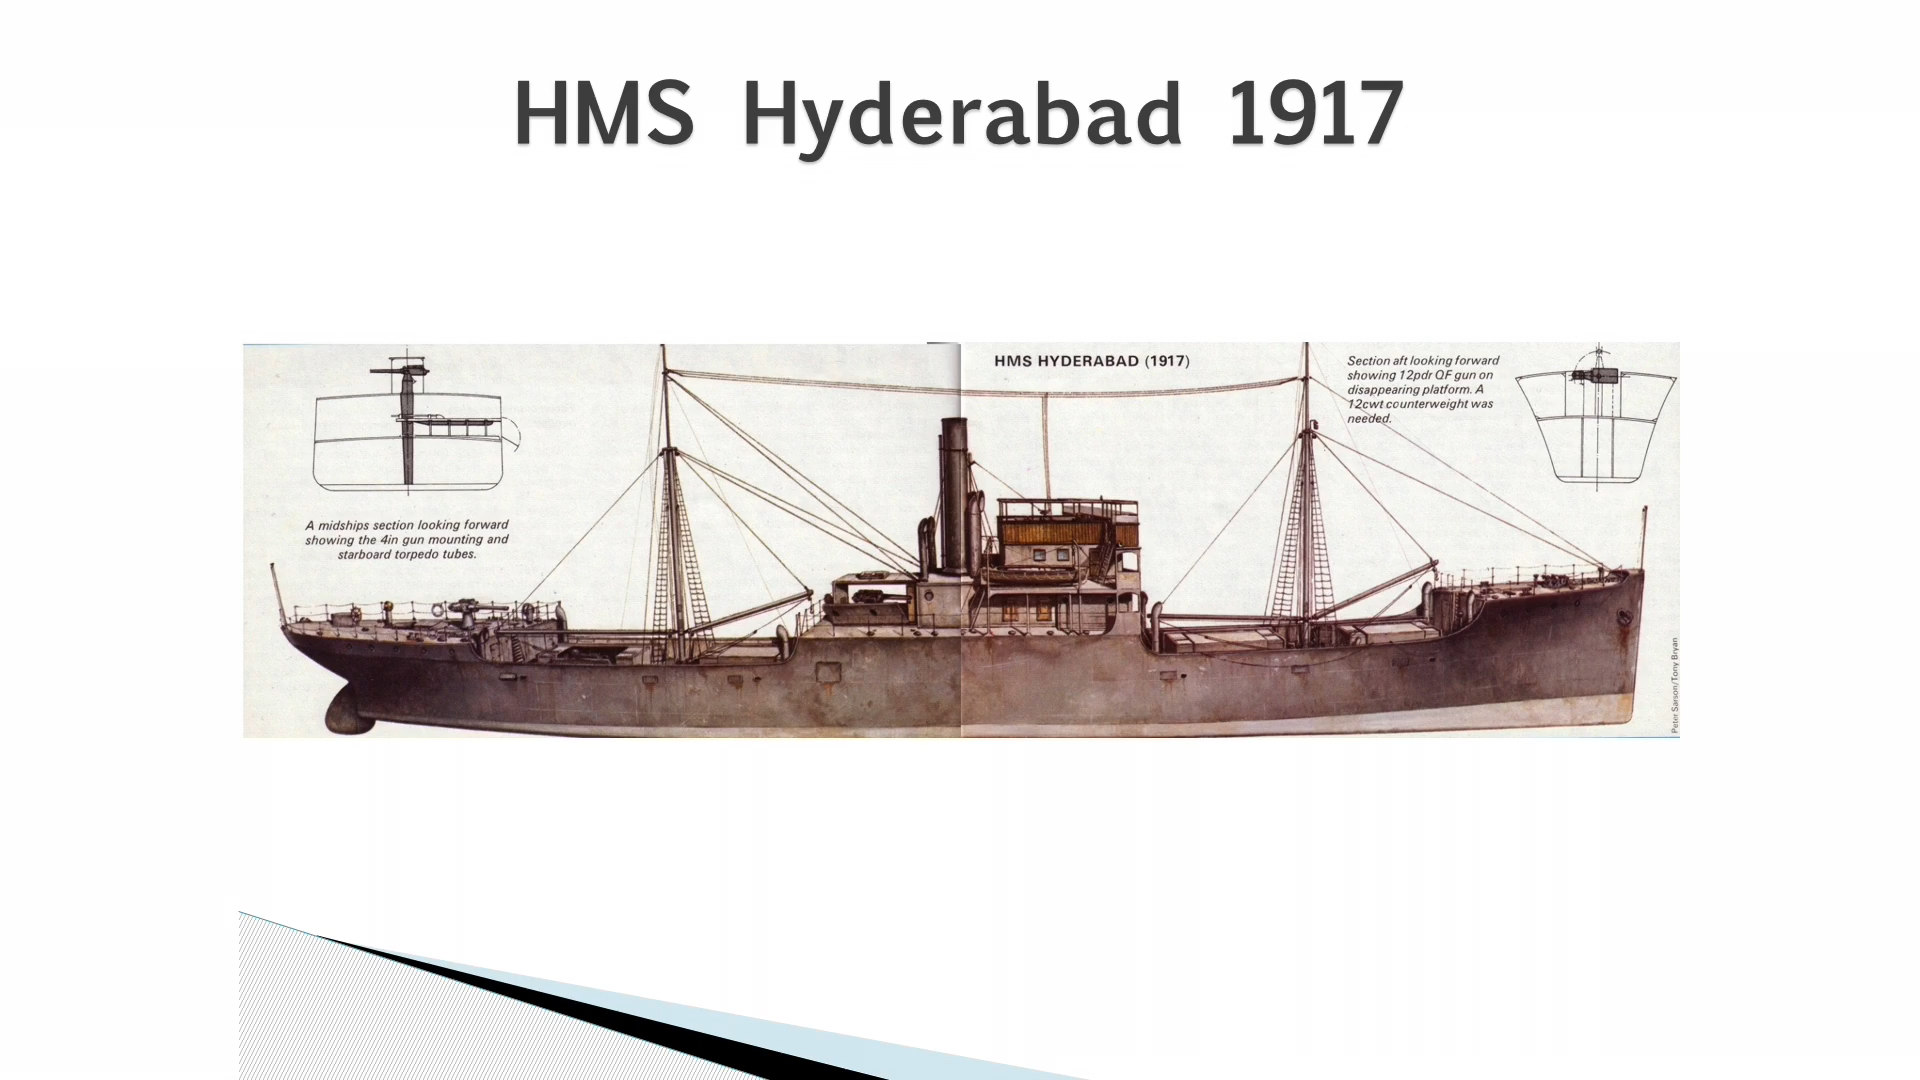 HMS Hyderabad 1917
HMS HYDERABAD (1917)
Section aft looking forward
showing 12pdr QF gun on
disappearing platform. A
12cwt counterweight was
needed.
A midships section looking forward
showing the 4in gun mounting and
starboard torpedo tubes.
Peter Sarson/Tony Bryan